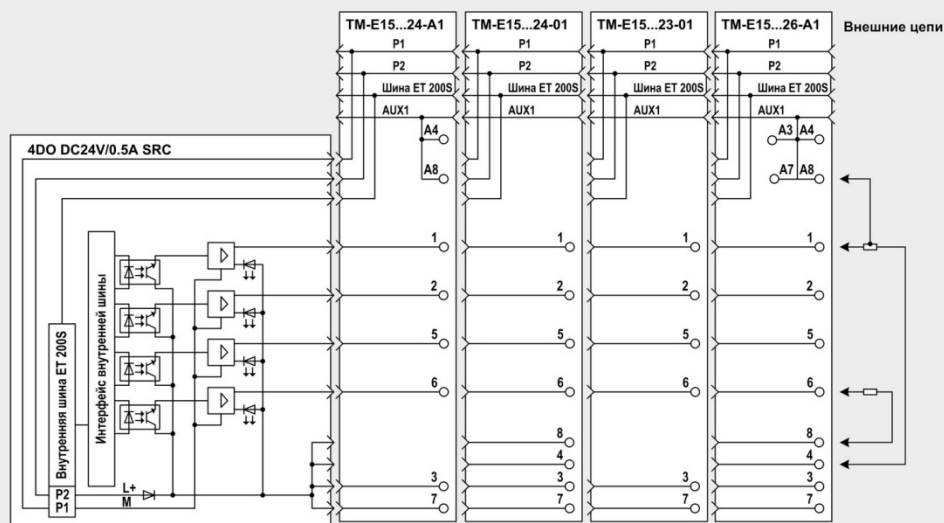 TM-E15...24-A1
TM-E15...24-01
TM-E15...23-01
TM-E15...26-A1
Внешние цепи
P1
P1
P1
P1
P2
P2
P2
P2
Шина ET 200S
Шина ET 200S
Шина ET 200S
Шина ET 200S
AUX1
AUX1
AUX1
AUX1
A4
A3 A4
A8
A7 A8
4DO DC24V/0.5A SRC
Внутренняя шина ET 200S
Интерфейс внутренней шины
1
1
1
1
2
2
2
2
5
5
5
5
6
6
6
6
8
8
4
4
3
3
3
3
7
7
7
7
P2
L+
P1
M